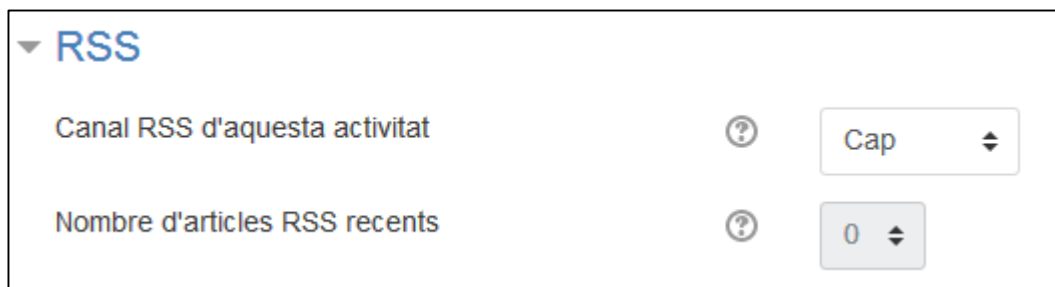 RSS
Canal RSS d'aquesta activitat
Cap
Nombre d'articles RSS recents
0